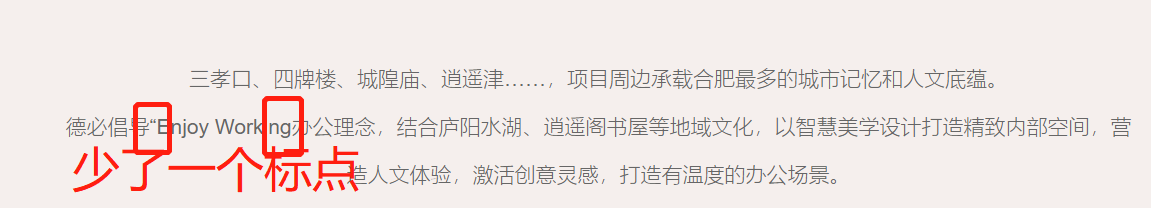 三孝口、四牌楼、城隍庙、逍遥津……，项目周边承载合肥最多的城市记忆和人文底蕴。
德必倡导“Enjoy Working办公理念，结合庐阳水湖、逍遥阁书屋等地域文化，以智慧美学设计打造精致内部空间，营
少了一个标点
造人文体验，激活创意灵感，打造有温度的办公场景。